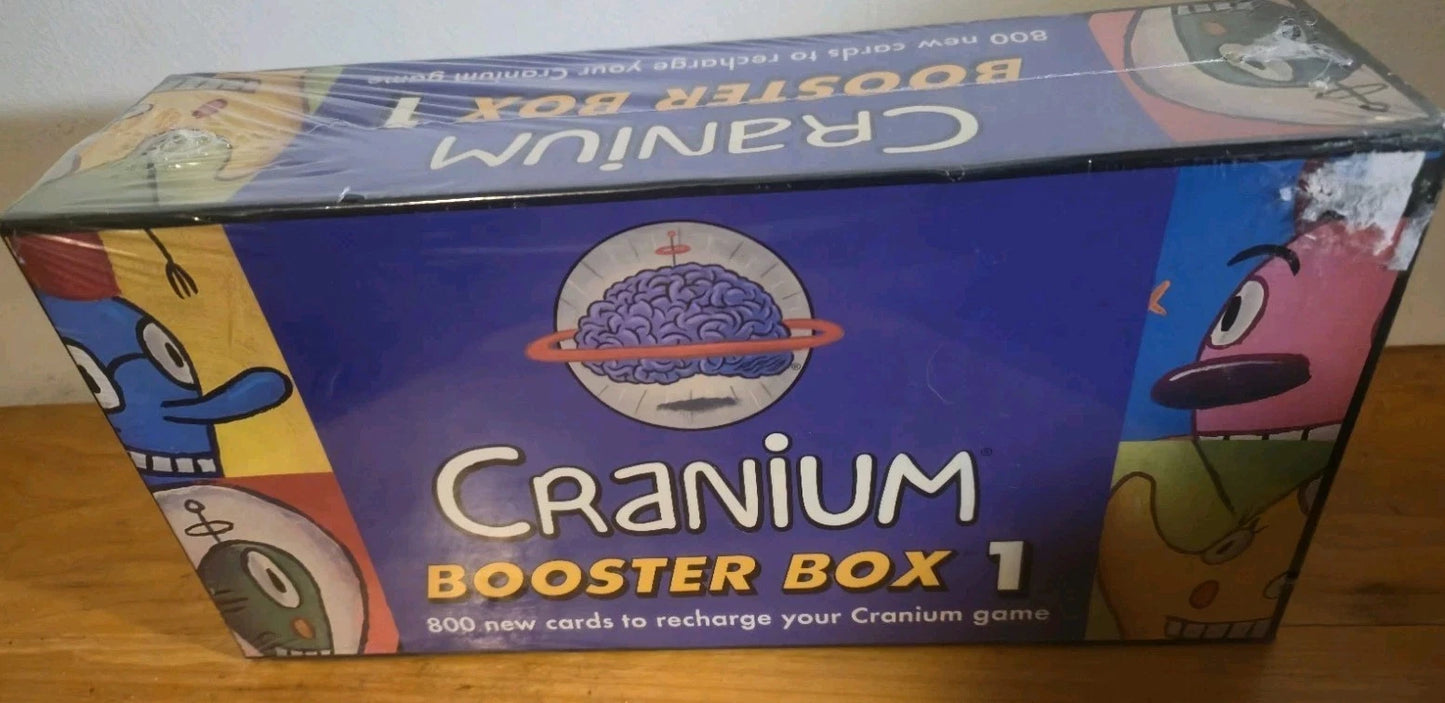 800 new cards to recharge your Cranium game
BOOSTER BOX 1
CRANIUM
CRANIUM®
BOOSTER BOX 1
800 new cards to recharge your Cranium game